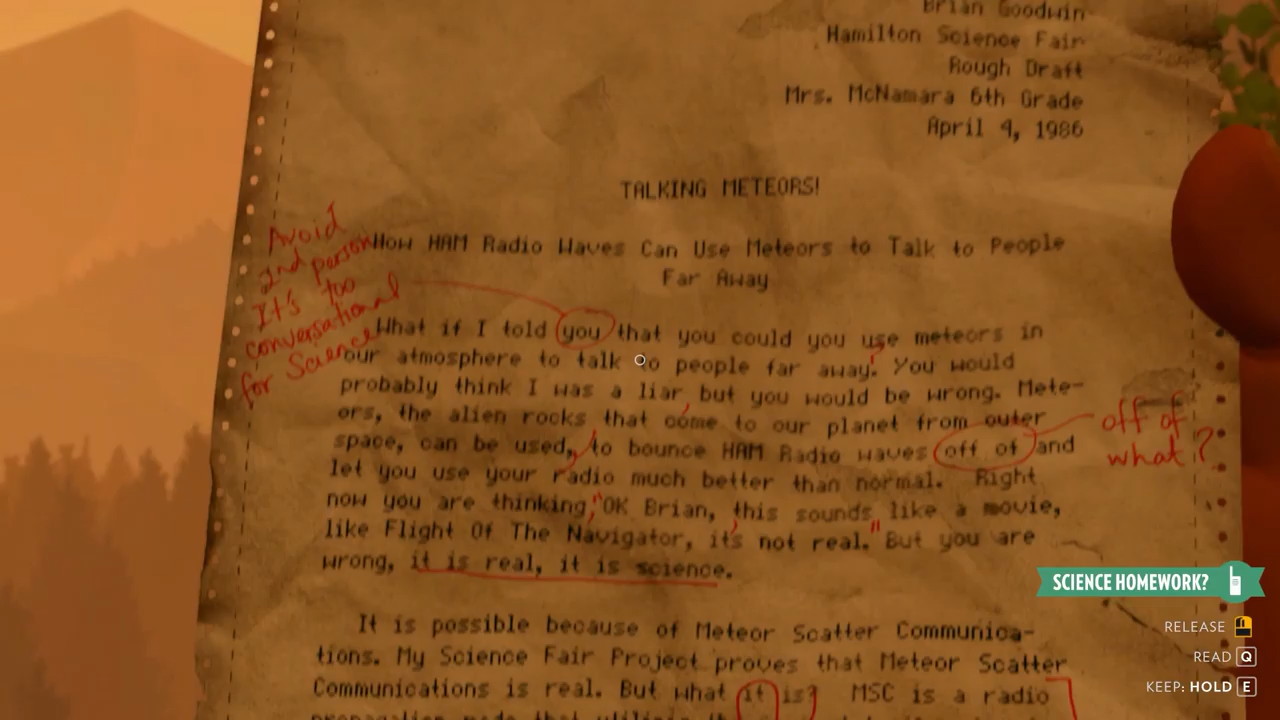 Brian Goodwin
Hamilton Science Fair
Rough Draft
Mrs. McNamara 6th Grade
April 4, 1986
TALKING METEORS!
How HAM Radio Waves Can Use Meteors to Talk to People
Far Away
Avoid
2nd person
It's too
conversational
for Science
What if I told you that you could you use meteors in
our atmosphere to talk to people far away? You would
probably think I was a liar, but you would be wrong. Mete-
ors, the alien rocks that come to our planet from outer
space, can be used, to bounce HAM Radio waves off of and
let you use your radio much better than normal. Right
now you are thinking, "OK Brian, this sounds like a movie,
like Flight Of The Navigator, it's not real." But you are
wrong, it is real, it is science.
off of
what?
It is possible because of Meteor Scatter Communica-
tions. My Science Fair Project proves that Meteor Scatter
Communications is real. But what it is? MSC is a radio
SCIENCE HOMEWORK?
RELEASE
READ Q
KEEP: HOLD E